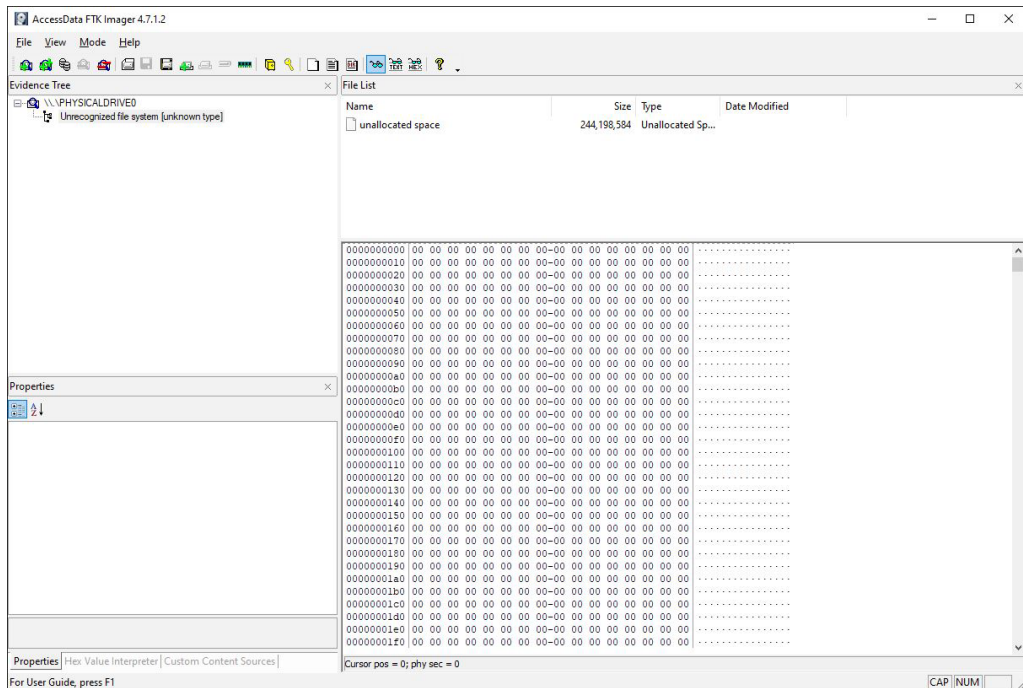 AccessData FTK Imager 4.7.1.2
File View Mode Help
TEXT HEX
Evidence Tree
\\.\PHYSICALDRIVE0
Unrecognized file system [unknown type]
File List
Name Size Type Date Modified
unallocated space 244,198,584 Unallocated Sp...
0000000000 00 00 00 00 00 00 00 00-00 00 00 00 00 00 00 00 ················
0000000010 00 00 00 00 00 00 00 00-00 00 00 00 00 00 00 00 ················
0000000020 00 00 00 00 00 00 00 00-00 00 00 00 00 00 00 00 ················
0000000030 00 00 00 00 00 00 00 00-00 00 00 00 00 00 00 00 ················
0000000040 00 00 00 00 00 00 00 00-00 00 00 00 00 00 00 00 ················
0000000050 00 00 00 00 00 00 00 00-00 00 00 00 00 00 00 00 ················
0000000060 00 00 00 00 00 00 00 00-00 00 00 00 00 00 00 00 ················
0000000070 00 00 00 00 00 00 00 00-00 00 00 00 00 00 00 00 ················
0000000080 00 00 00 00 00 00 00 00-00 00 00 00 00 00 00 00 ················
0000000090 00 00 00 00 00 00 00 00-00 00 00 00 00 00 00 00 ················
00000000a0 00 00 00 00 00 00 00 00-00 00 00 00 00 00 00 00 ················
00000000b0 00 00 00 00 00 00 00 00-00 00 00 00 00 00 00 00 ················
00000000c0 00 00 00 00 00 00 00 00-00 00 00 00 00 00 00 00 ················
00000000d0 00 00 00 00 00 00 00 00-00 00 00 00 00 00 00 00 ················
00000000e0 00 00 00 00 00 00 00 00-00 00 00 00 00 00 00 00 ················
00000000f0 00 00 00 00 00 00 00 00-00 00 00 00 00 00 00 00 ················
0000000100 00 00 00 00 00 00 00 00-00 00 00 00 00 00 00 00 ················
0000000110 00 00 00 00 00 00 00 00-00 00 00 00 00 00 00 00 ················
0000000120 00 00 00 00 00 00 00 00-00 00 00 00 00 00 00 00 ················
0000000130 00 00 00 00 00 00 00 00-00 00 00 00 00 00 00 00 ················
0000000140 00 00 00 00 00 00 00 00-00 00 00 00 00 00 00 00 ················
0000000150 00 00 00 00 00 00 00 00-00 00 00 00 00 00 00 00 ················
0000000160 00 00 00 00 00 00 00 00-00 00 00 00 00 00 00 00 ················
0000000170 00 00 00 00 00 00 00 00-00 00 00 00 00 00 00 00 ················
0000000180 00 00 00 00 00 00 00 00-00 00 00 00 00 00 00 00 ················
0000000190 00 00 00 00 00 00 00 00-00 00 00 00 00 00 00 00 ················
00000001a0 00 00 00 00 00 00 00 00-00 00 00 00 00 00 00 00 ················
00000001b0 00 00 00 00 00 00 00 00-00 00 00 00 00 00 00 00 ················
00000001c0 00 00 00 00 00 00 00 00-00 00 00 00 00 00 00 00 ················
00000001d0 00 00 00 00 00 00 00 00-00 00 00 00 00 00 00 00 ················
00000001e0 00 00 00 00 00 00 00 00-00 00 00 00 00 00 00 00 ················
00000001f0 00 00 00 00 00 00 00 00-00 00 00 00 00 00 00 00 ················
Properties
Properties Hex Value Interpreter Custom Content Sources
Cursor pos = 0; phy sec = 0
For User Guide, press F1
CAP NUM